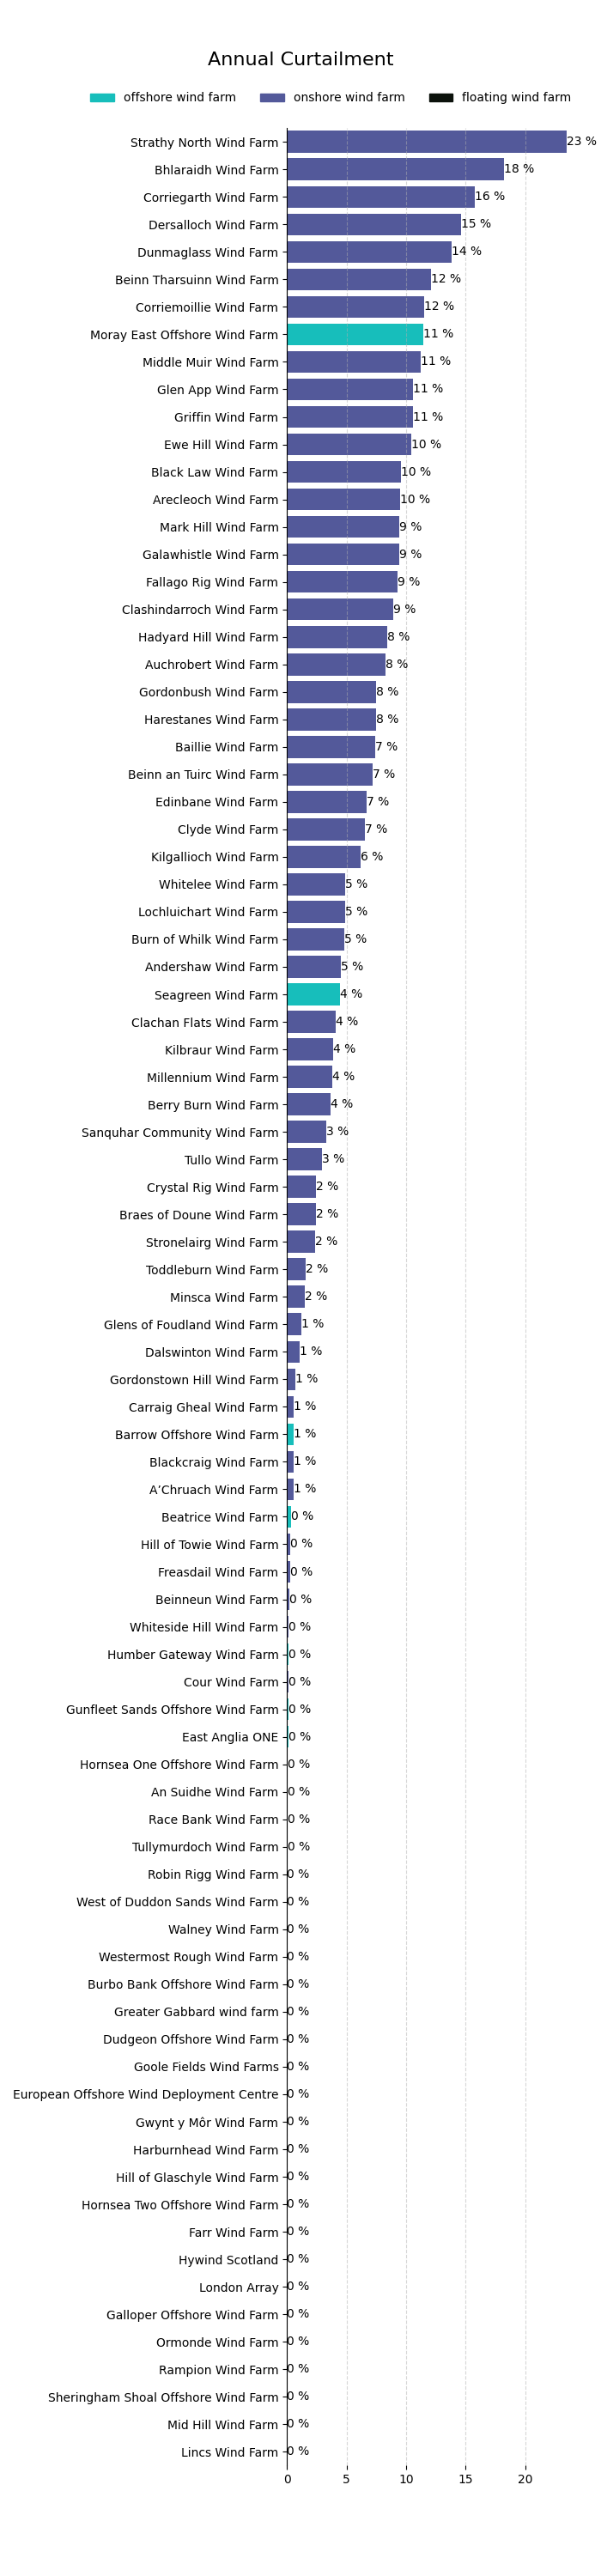 Annual Curtailment
offshore wind farm onshore wind farm floating wind farm
Strathy North Wind Farm 23 %
Bhlaraidh Wind Farm 18 %
Corriegarth Wind Farm 16 %
Dersalloch Wind Farm 15 %
Dunmaglass Wind Farm 14 %
Beinn Tharsuinn Wind Farm 12 %
Corriemoillie Wind Farm 12 %
Moray East Offshore Wind Farm 11 %
Middle Muir Wind Farm 11 %
Glen App Wind Farm 11 %
Griffin Wind Farm 11 %
Ewe Hill Wind Farm 10 %
Black Law Wind Farm 10 %
Arecleoch Wind Farm 10 %
Mark Hill Wind Farm 9 %
Galawhistle Wind Farm 9 %
Fallago Rig Wind Farm 9 %
Clashindarroch Wind Farm 9 %
Hadyard Hill Wind Farm 8 %
Auchrobert Wind Farm 8 %
Gordonbush Wind Farm 8 %
Harestanes Wind Farm 8 %
Baillie Wind Farm 7 %
Beinn an Tuirc Wind Farm 7 %
Edinbane Wind Farm 7 %
Clyde Wind Farm 7 %
Kilgallioch Wind Farm 6 %
Whitelee Wind Farm 5 %
Lochluichart Wind Farm 5 %
Burn of Whilk Wind Farm 5 %
Andershaw Wind Farm 5 %
Seagreen Wind Farm 4 %
Clachan Flats Wind Farm 4 %
Kilbraur Wind Farm 4 %
Millennium Wind Farm 4 %
Berry Burn Wind Farm 4 %
Sanquhar Community Wind Farm 3 %
Tullo Wind Farm 3 %
Crystal Rig Wind Farm 2 %
Braes of Doune Wind Farm 2 %
Stronelairg Wind Farm 2 %
Toddleburn Wind Farm 2 %
Minsca Wind Farm 2 %
Glens of Foudland Wind Farm 1 %
Dalswinton Wind Farm 1 %
Gordonstown Hill Wind Farm 1 %
Carraig Gheal Wind Farm 1 %
Barrow Offshore Wind Farm 1 %
Blackcraig Wind Farm 1 %
A’Chruach Wind Farm 1 %
Beatrice Wind Farm 0 %
Hill of Towie Wind Farm 0 %
Freasdail Wind Farm 0 %
Beinneun Wind Farm 0 %
Whiteside Hill Wind Farm 0 %
Humber Gateway Wind Farm 0 %
Cour Wind Farm 0 %
Gunfleet Sands Offshore Wind Farm 0 %
East Anglia ONE 0 %
Hornsea One Offshore Wind Farm 0 %
An Suidhe Wind Farm 0 %
Race Bank Wind Farm 0 %
Tullymurdoch Wind Farm 0 %
Robin Rigg Wind Farm 0 %
West of Duddon Sands Wind Farm 0 %
Walney Wind Farm 0 %
Westermost Rough Wind Farm 0 %
Burbo Bank Offshore Wind Farm 0 %
Greater Gabbard wind farm 0 %
Dudgeon Offshore Wind Farm 0 %
Goole Fields Wind Farms 0 %
European Offshore Wind Deployment Centre 0 %
Gwynt y Môr Wind Farm 0 %
Harburnhead Wind Farm 0 %
Hill of Glaschyle Wind Farm 0 %
Hornsea Two Offshore Wind Farm 0 %
Farr Wind Farm 0 %
Hywind Scotland 0 %
London Array 0 %
Galloper Offshore Wind Farm 0 %
Ormonde Wind Farm 0 %
Rampion Wind Farm 0 %
Sheringham Shoal Offshore Wind Farm 0 %
Mid Hill Wind Farm 0 %
Lincs Wind Farm 0 %
0 5 10 15 20